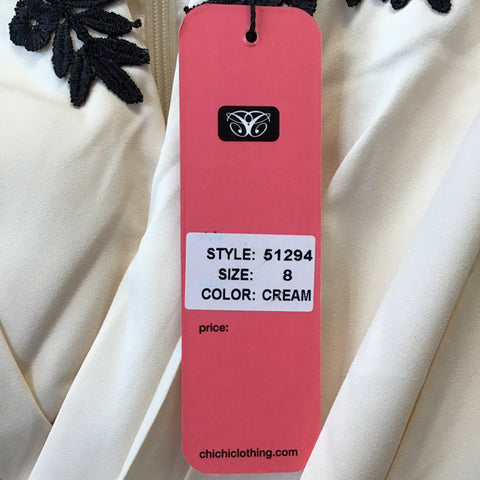 STYLE: 51294
SIZE: 8
COLOR: CREAM
price:
chichiclothing.com